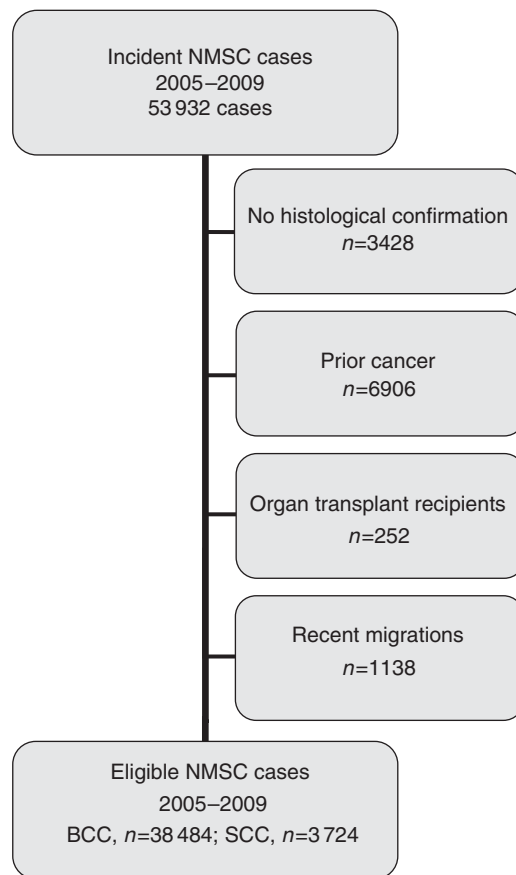 Incident NMSC cases
2005–2009
53 932 cases
No histological confirmation
n=3428
Prior cancer
n=6906
Organ transplant recipients
n=252
Recent migrations
n=1138
Eligible NMSC cases
2005–2009
BCC, n=38 484; SCC, n=3 724